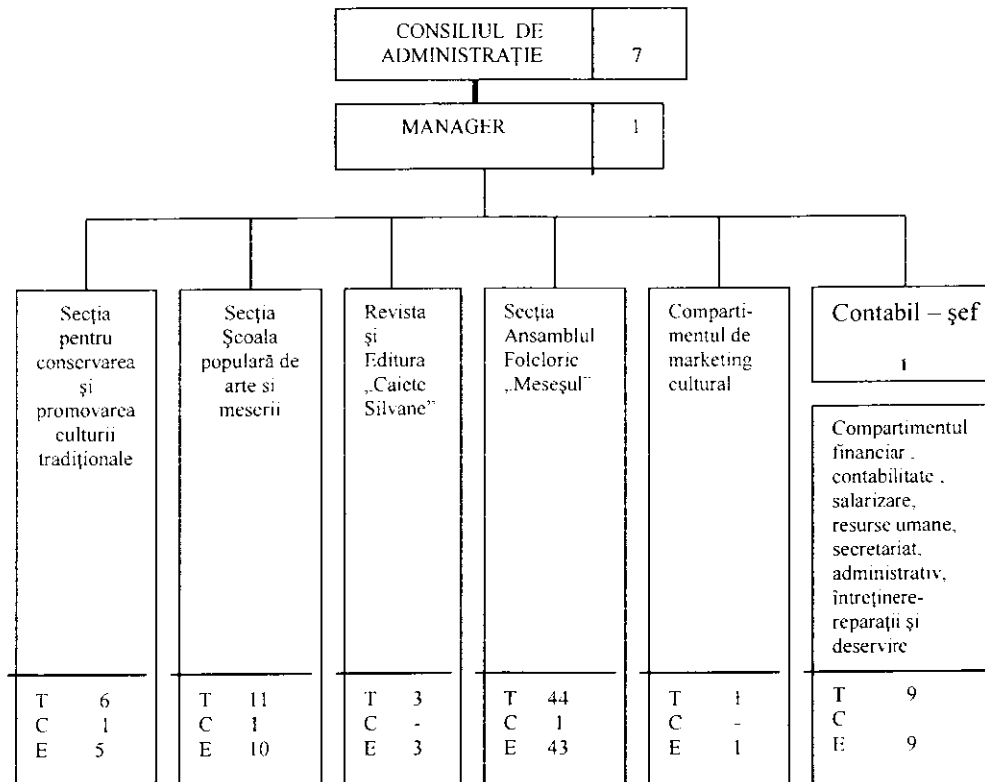 CONSILIUL DE
ADMINISTRAȚIE
7
MANAGER
1
Secția
pentru
conservarea
și
promovarea
culturii
tradiționale
T 6
C 1
E 5
Secția
Școala
populară de
arte si
meserii
T 11
C 1
E 10
Revista
și
Editura
„Caiete
Silvane”
T 3
C -
E 3
Secția
Ansamblul
Folcloric
„Meseșul”
T 44
C 1
E 43
Comparti-
mentul de
marketing
cultural
T 1
C -
E 1
Contabil – șef
1
Compartimentul
financiar ,
contabilitate ,
salarizare,
resurse umane,
secretariat,
administrativ,
întreținere-
reparații și
deservire
T 9
C
E 9